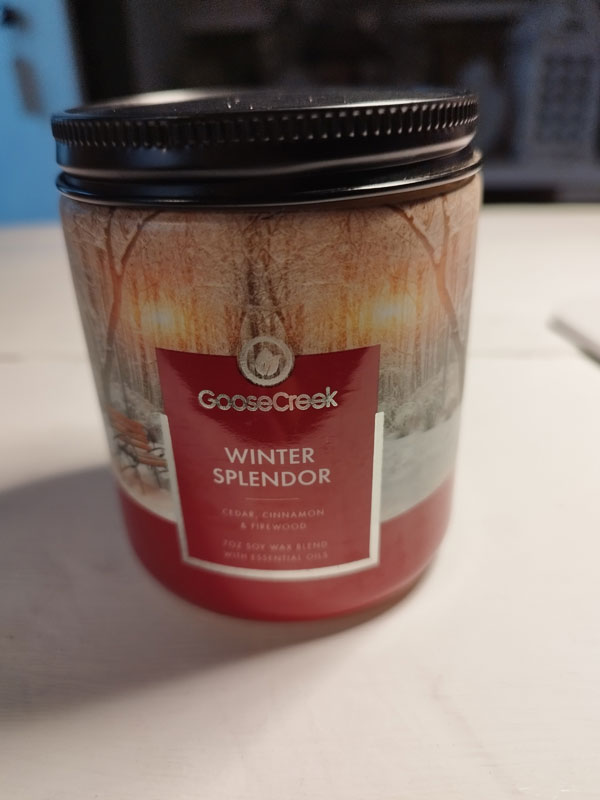 GooseCreek
WINTER
SPLENDOR
CEDAR, CINNAMON
& FIREWOOD
7OZ SOY WAX BLEND
WITH ESSENTIAL OILS